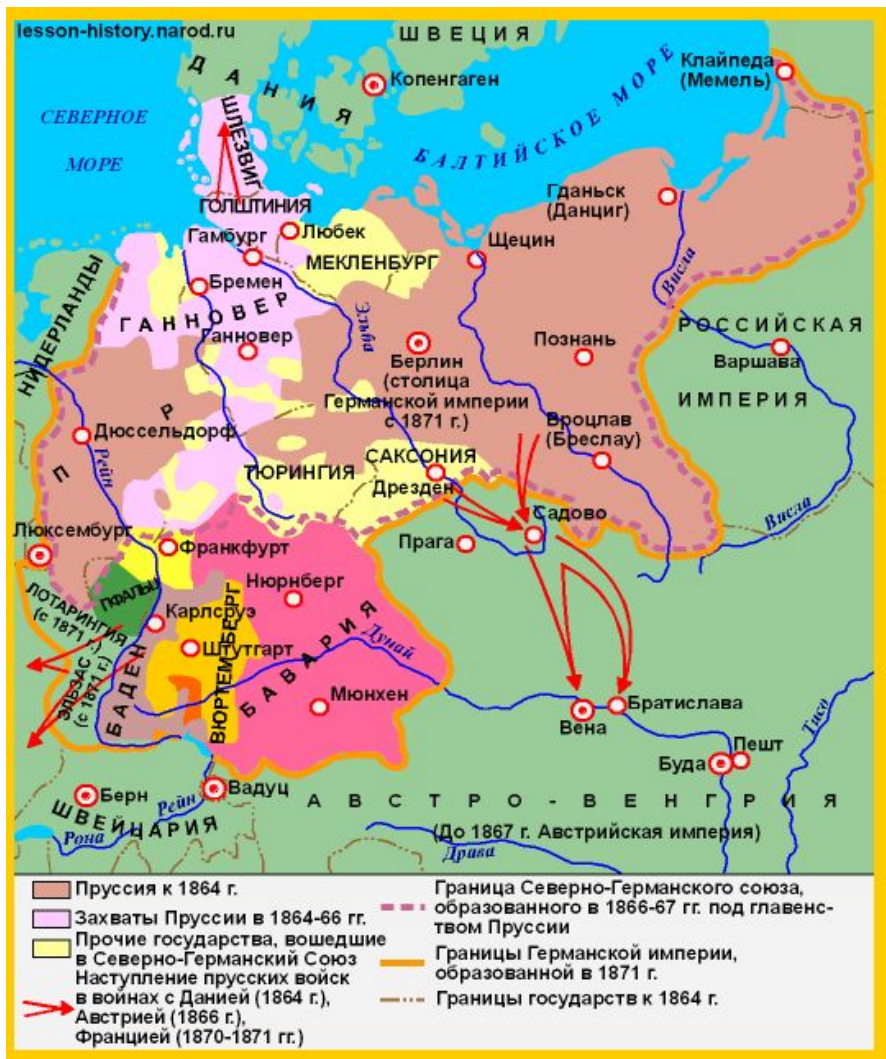 lesson-history.narod.ru
ШВЕЦИЯ
ДАНИЯ
Копенгаген
Клайпеда
(Мемель)
СЕВЕРНОЕ
МОРЕ
БАЛТИЙСКОЕ МОРЕ
ШЛЕЗВИГ
ГОЛШТИНИЯ
Гданьск
(Данциг)
Гамбург
Любек
Щецин
МЕКЛЕНБУРГ
Висла
НИДЕРЛАНДЫ
Бремен
ГАННОВЕР
Ганновер
Эльба
РОССИЙСКАЯ
ИМПЕРИЯ
Варшава
Берлин
(столица
Германской империи
с 1871 г.)
Познань
П Р
Дюссельдорф
Рейн
Вроцлав
(Бреслау)
ТЮРИНГИЯ
САКСОНИЯ
Дрезден
Садово
Висла
Люксембург
Франкфурт
Прага
ПФАЛЬЦ
Нюрнберг
ЛОТАРИНГИЯ
(с 1871 г.)
Карлсруэ
ЭЛЬЗАС
(с 1871 г.)
БАДЕН
Штутгарт
ВЮРТЕМБЕРГ
БАВАРИЯ
Дунай
Мюнхен
Вена
Братислава
Тисо
Буда
Пешт
Берн
Рейн
Вадуц
ШВЕЙЦАРИЯ
Рона
АВСТРО-ВЕНГРИЯ
(До 1867 г. Австрийская империя)
Драва
Пруссия к 1864 г.
Захваты Пруссии в 1864-66 гг.
Прочие государства, вошедшие
в Северно-Германский Союз
Наступление прусских войск
в войнах с Данией (1864 г.),
Австрией (1866 г.),
Францией (1870-1871 гг.)
Граница Северно-Германского союза,
образованного в 1866-67 гг. под главенс-
твом Пруссии
Границы Германской империи,
образованной в 1871 г.
Границы государств к 1864 г.